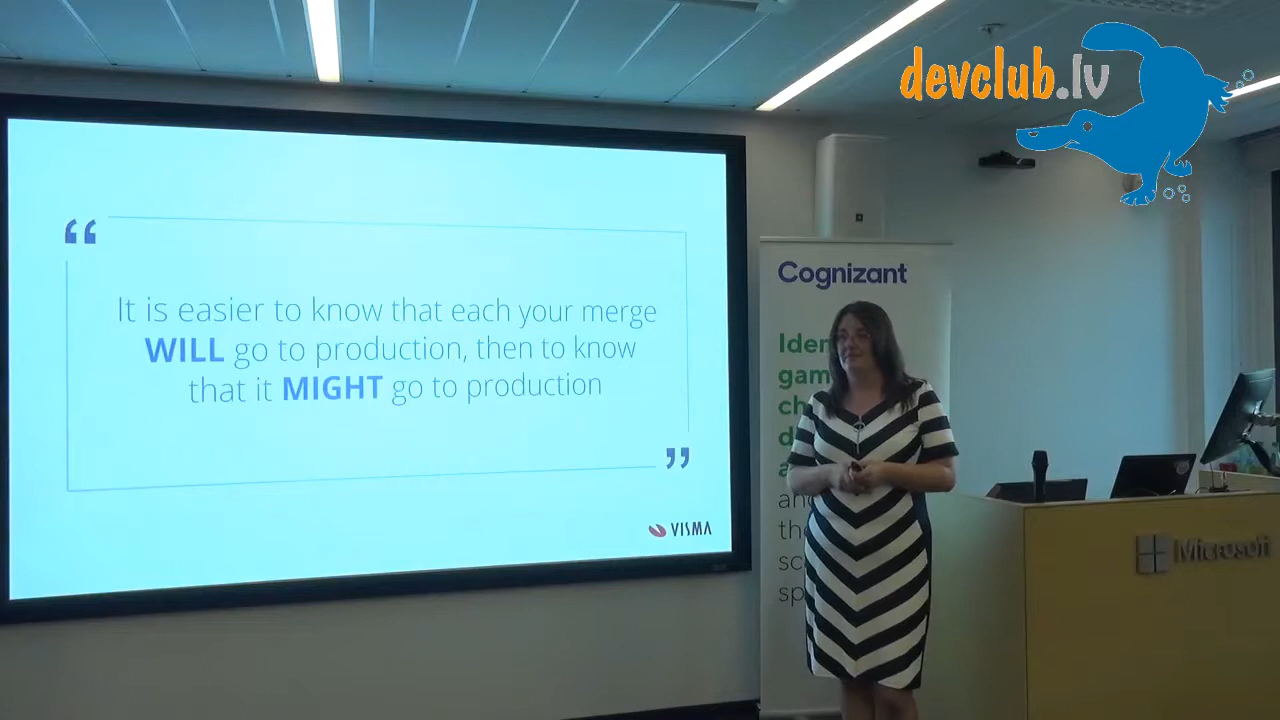 devclub.lv
“
It is easier to know that each your merge
WILL go to production, then to know
that it MIGHT go to production
”
VISMA
Cognizant
Microsoft